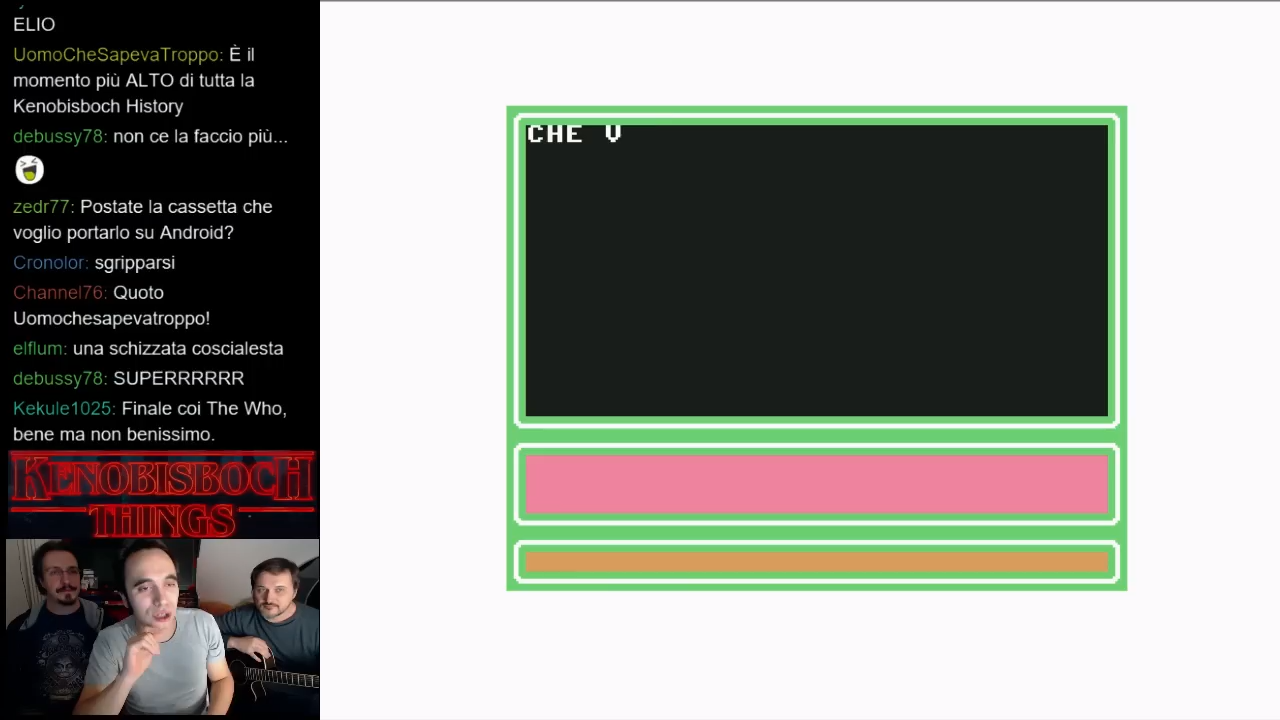 ELIO
UomoCheSapevaTroppo: È il
momento più ALTO di tutta la
Kenobisboch History
debussy78: non ce la faccio più...
zedr77: Postate la cassetta che
voglio portarlo su Android?
Cronolor: sgripparsi
Channel76: Quoto
Uomochesapevatroppo!
elflum: una schizzata coscialesta
debussy78: SUPERRRRRR
Kekule1025: Finale coi The Who,
bene ma non benissimo.
KENOBISBOCH
THINGS
CHE V